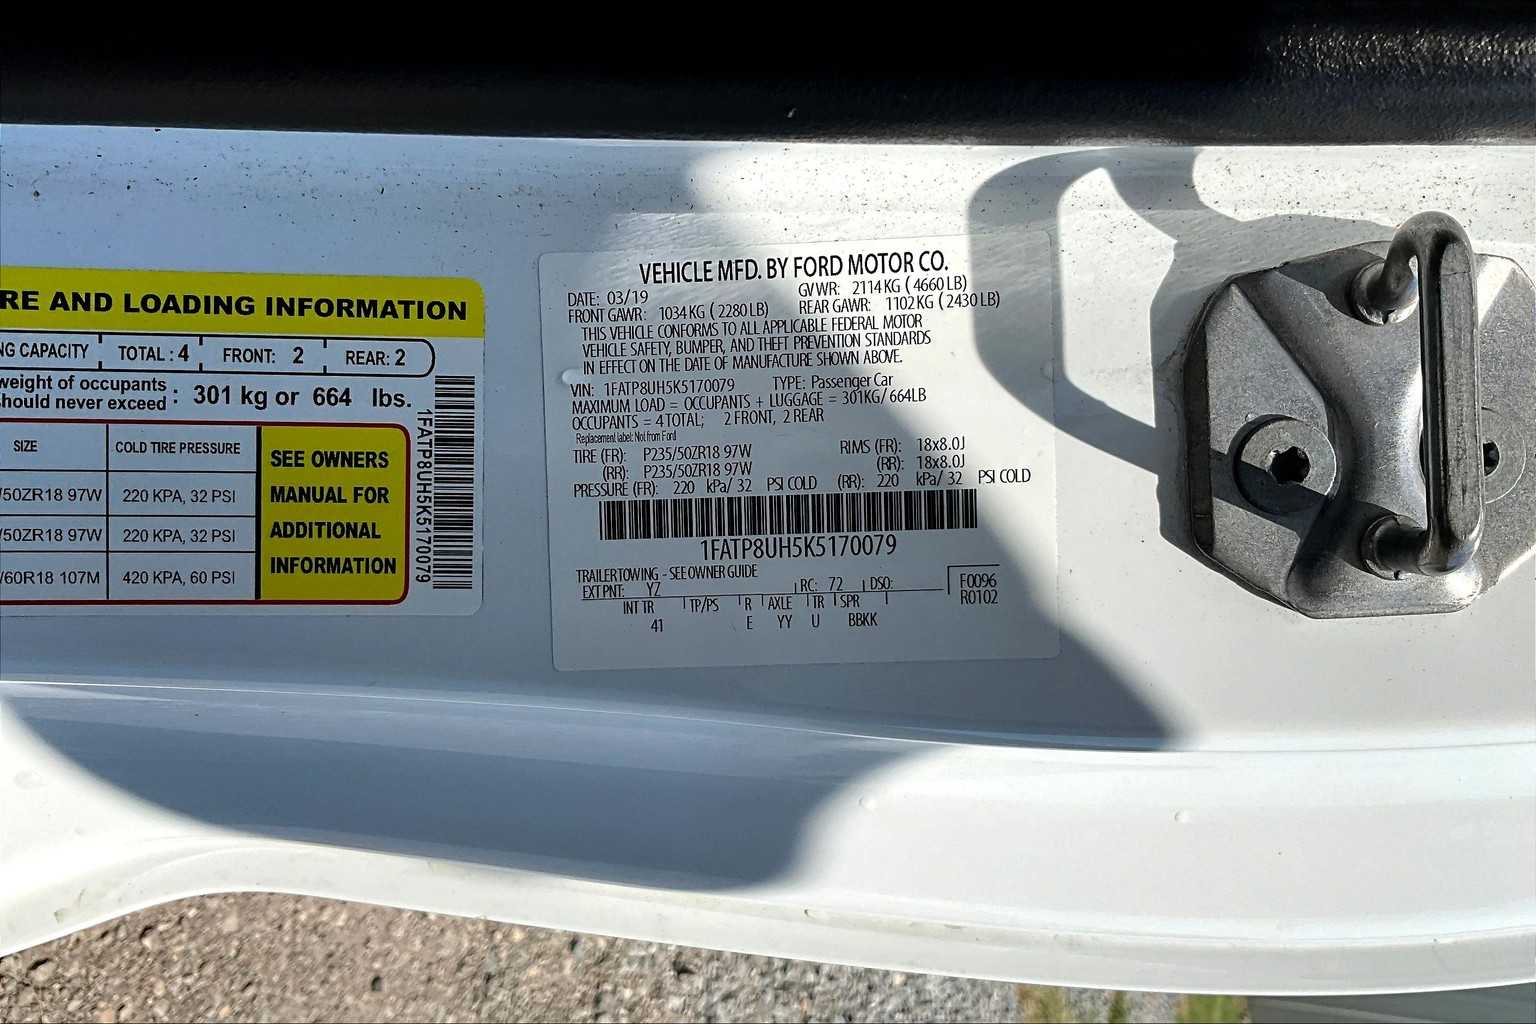 RE AND LOADING INFORMATION
NG CAPACITY TOTAL : 4 FRONT: 2 REAR: 2
weight of occupants
hould never exceed : 301 kg or 664 lbs.
SIZE COLD TIRE PRESSURE
/50ZR18 97W 220 KPA, 32 PSI
/50ZR18 97W 220 KPA, 32 PSI
/60R18 107M 420 KPA, 60 PSI
SEE OWNERS
MANUAL FOR
ADDITIONAL
INFORMATION
1FATP8UH5K5170079
VEHICLE MFD. BY FORD MOTOR CO.
DATE: 03/19 GVWR: 2114KG ( 4660 LB)
FRONT GAWR: 1034KG ( 2280 LB) REAR GAWR: 1102KG ( 2430 LB)
THIS VEHICLE CONFORMS TO ALL APPLICABLE FEDERAL MOTOR
VEHICLE SAFETY, BUMPER, AND THEFT PREVENTION STANDARDS
IN EFFECT ON THE DATE OF MANUFACTURE SHOWN ABOVE.
VIN: 1FATP8UH5K5170079 TYPE: Passenger Car
MAXIMUM LOAD = OCCUPANTS + LUGGAGE = 301KG/ 664LB
OCCUPANTS = 4 TOTAL; 2 FRONT, 2 REAR
Replacement label: Not from Ford
TIRE (FR): P235/50ZR18 97W RIMS (FR): 18x8.0J
(RR): P235/50ZR18 97W (RR): 18x8.0J
PRESSURE (FR): 220 kPa/ 32 PSI COLD (RR): 220 kPa/ 32 PSI COLD
1FATP8UH5K5170079
TRAILER TOWING - SEE OWNER GUIDE
EXT PNT: YZ RC: 72 DSO: F0096
INT TR TP/PS R AXLE TR SPR R0102
41 E YY U BBKK